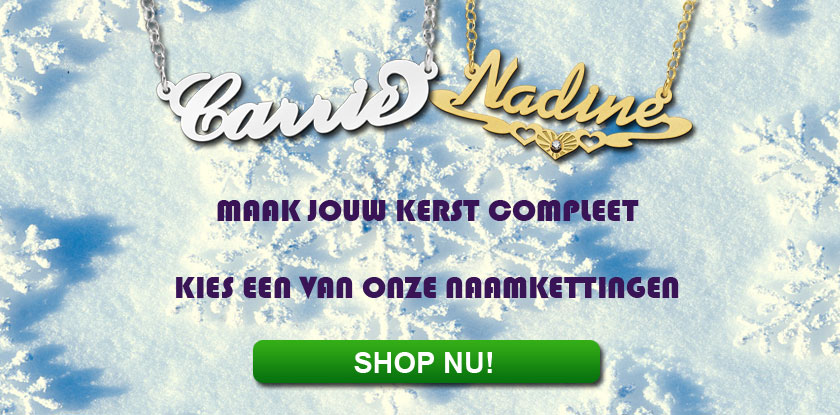 Carrie Nadine
MAAK JOUW KERST COMPLEET
KIES EEN VAN ONZE NAAMKETTINGEN
SHOP NU!